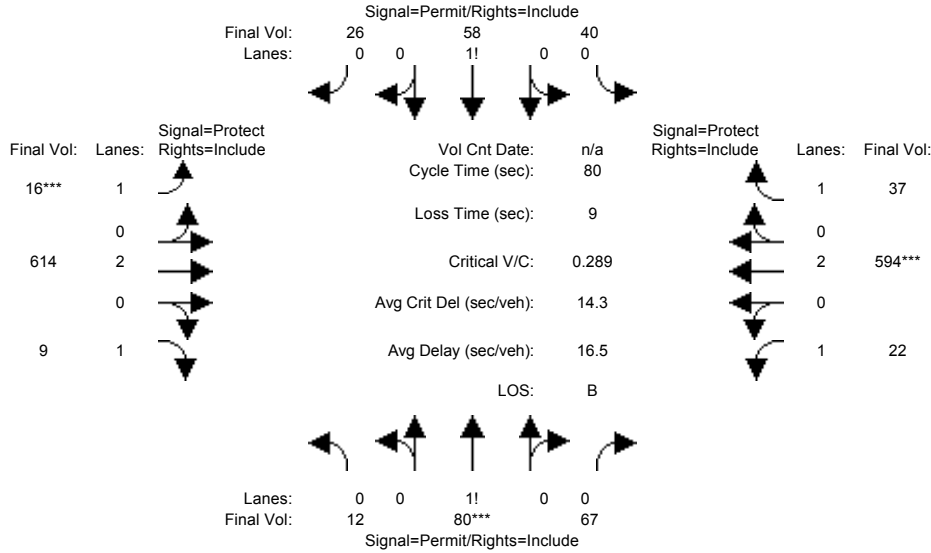 Signal=Permit/Rights=Include
Final Vol: 26 58 40
Lanes: 0 0 1! 0 0
Signal=Protect
Final Vol: Lanes: Rights=Include
Vol Cnt Date: n/a
Signal=Protect
Rights=Include Lanes: Final Vol:
Cycle Time (sec): 80
16*** 1
1 37
0
Loss Time (sec): 9
0
614 2
Critical V/C: 0.289
2 594***
0
Avg Crit Del (sec/veh): 14.3
0
9 1
Avg Delay (sec/veh): 16.5
1 22
LOS: B
Lanes: 0 0 1! 0 0
Final Vol: 12 80*** 67
Signal=Permit/Rights=Include